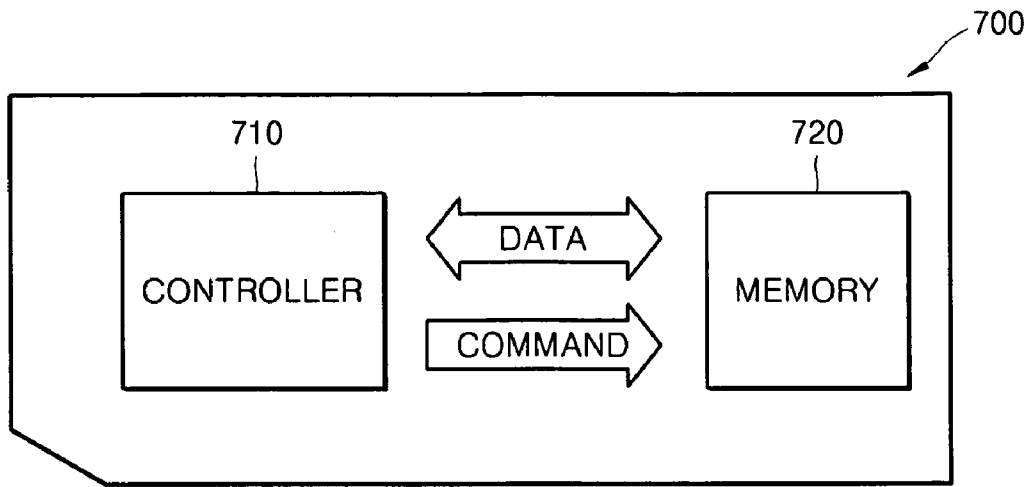 700
710
720
DATA
CONTROLLER
MEMORY
COMMAND